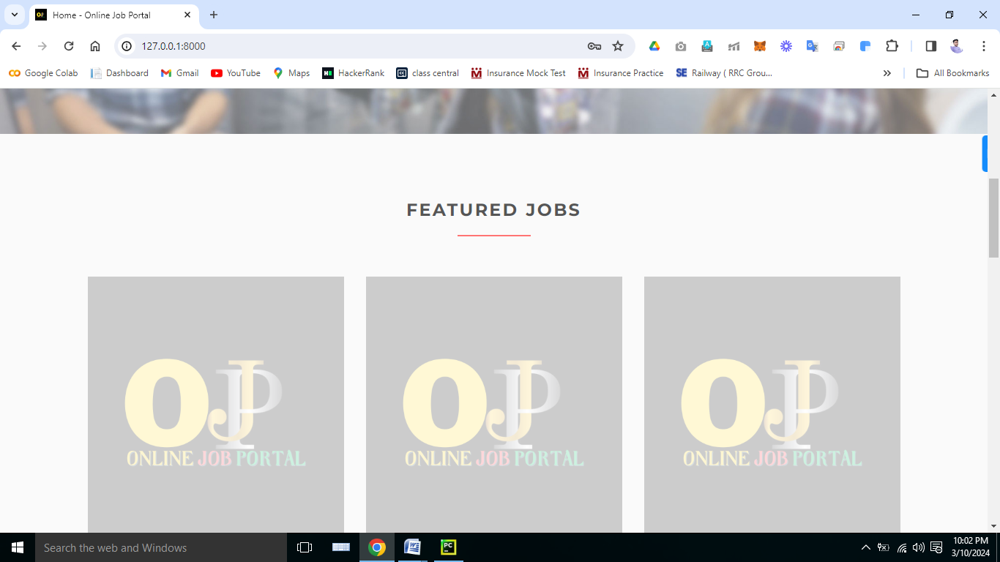 Home - Online Job Portal
127.0.0.1:8000
Google Colab
Dashboard
Gmail
YouTube
Maps
HackerRank
class central
Insurance Mock Test
Insurance Practice
Railway ( RRC Grou...
All Bookmarks
FEATURED JOBS
OJP
ONLINE JOB PORTAL
OJP
ONLINE JOB PORTAL
OJP
ONLINE JOB PORTAL
Search the web and Windows
10:02 PM
3/10/2024